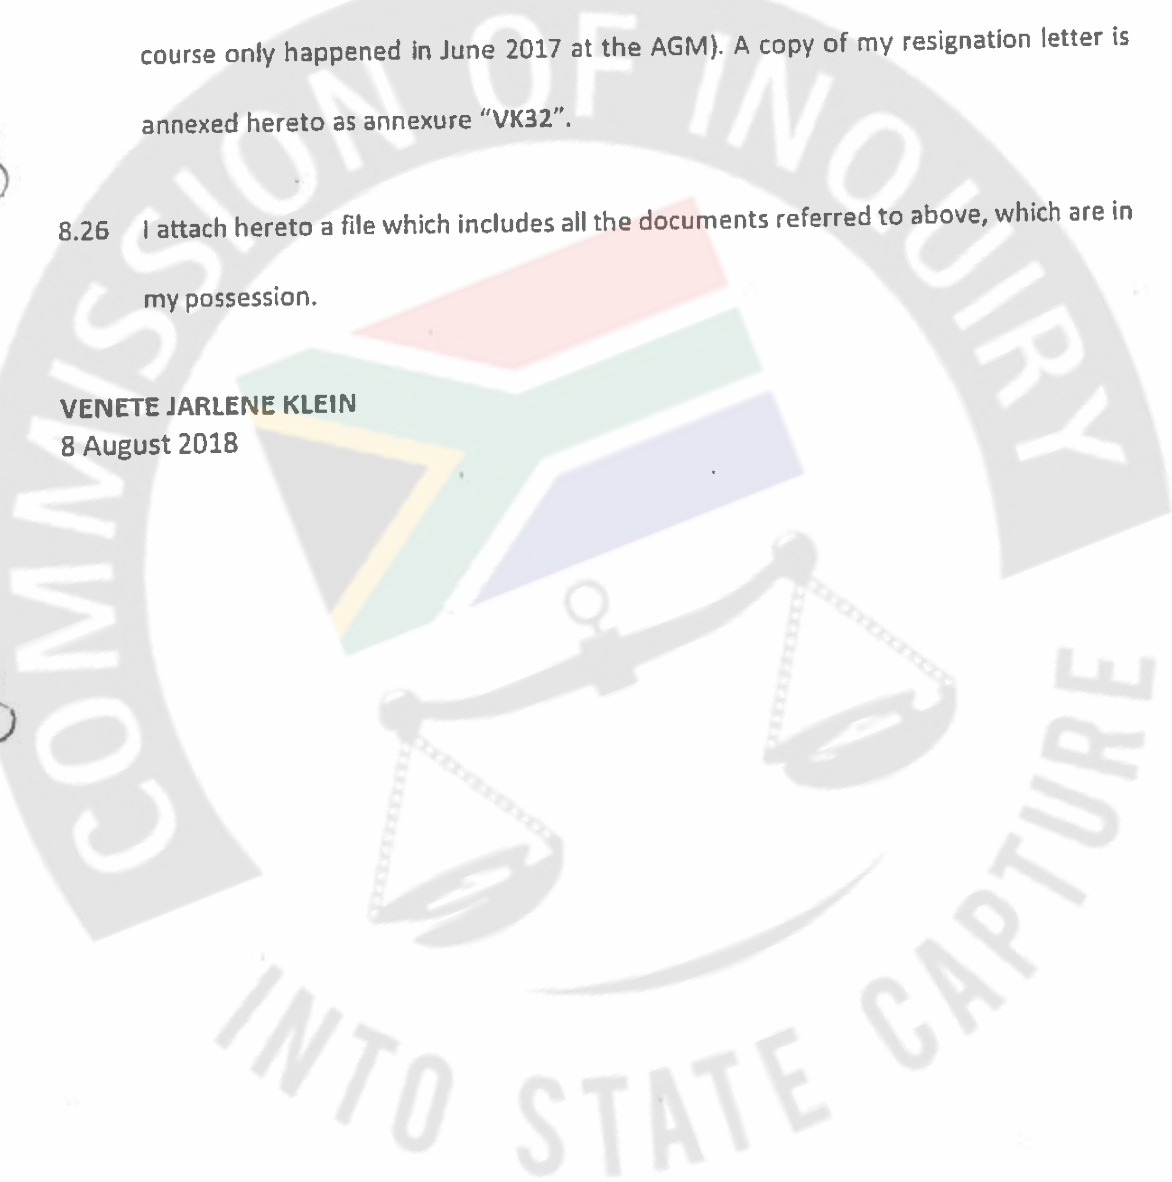 course only happened in June 2017 at the AGM). A copy of my resignation letter is
annexed hereto as annexure “VK32”.
8.26 I attach hereto a file which includes all the documents referred to above, which are in
my possession.
VENETE JARLENE KLEIN
8 August 2018
COMMISSION OF INQUIRY
INTO STATE CAPTURE